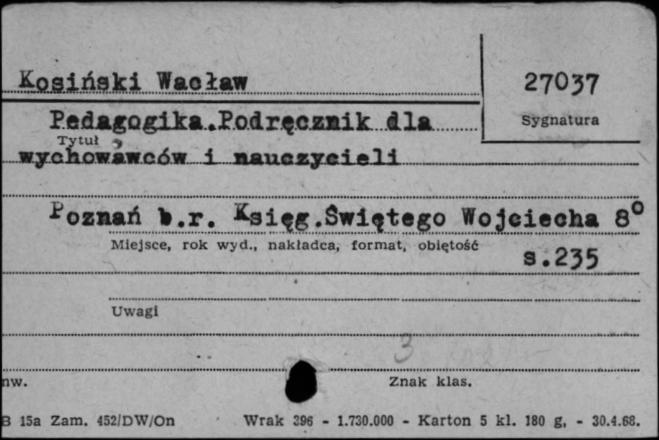 Kosiński Wacław
27037
Sygnatura
Pedagogika.Podręcznik dla
Tytuł
wychowawców i nauczycieli
Poznań b.r. Księg.Świętego Wojciecha 8°
Miejsce, rok wyd., nakładca, format, obiętość
s.235
Uwagi
3
nw.
Znak klas.
B 15a Zam. 452/DW/On Wrak 396 - 1.730.000 - Karton 5 kl. 180 g, - 30.4.68.